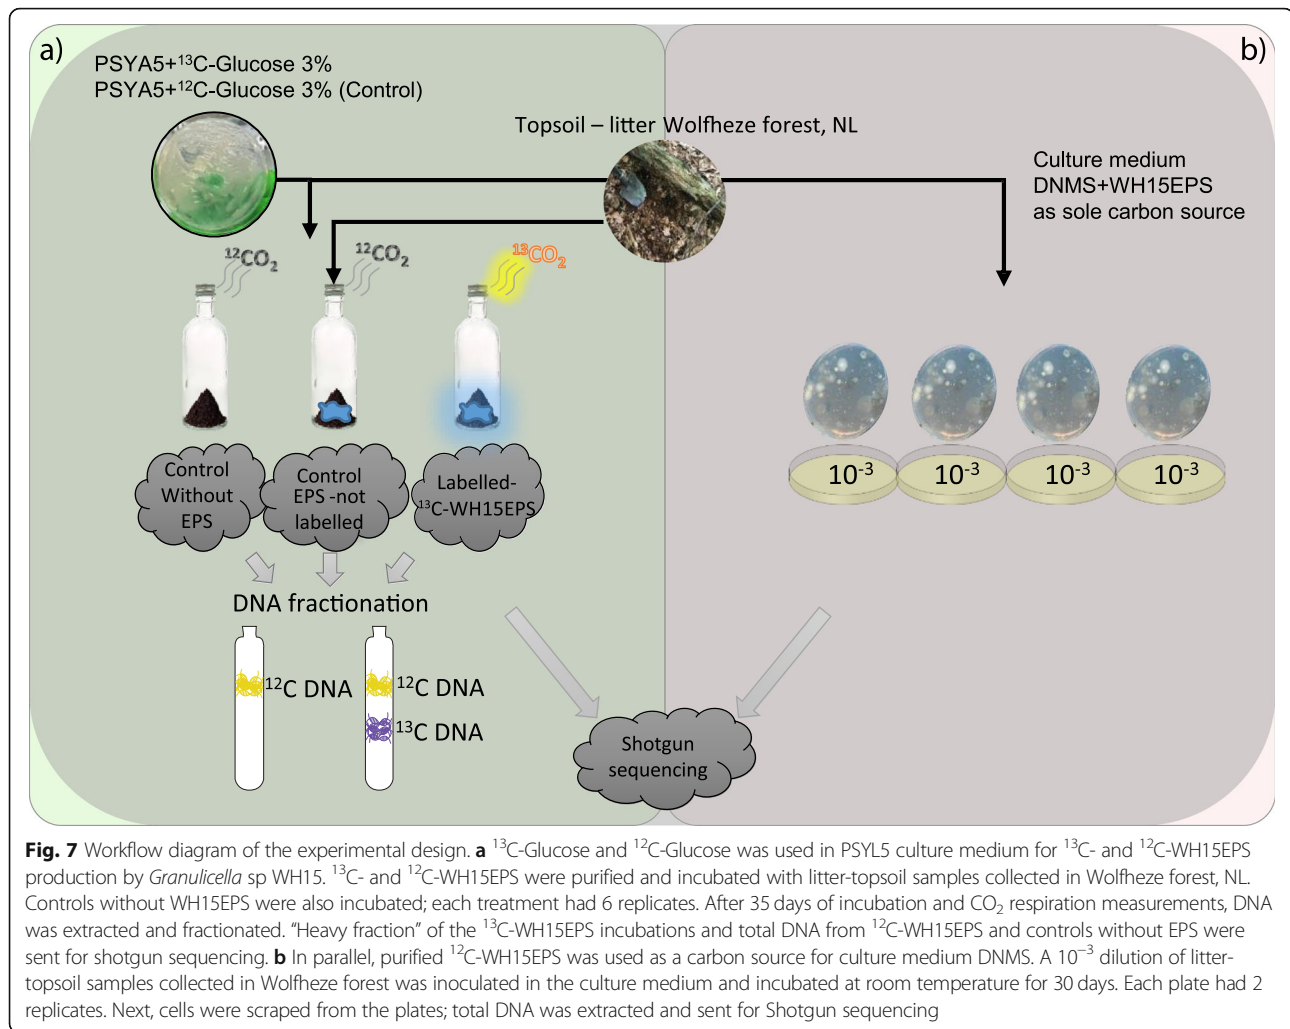 a)
PSYA5+¹³C-Glucose 3%
PSYA5+¹²C-Glucose 3% (Control)
b)
Topsoil – litter Wolfheze forest, NL
Culture medium
DNMS+WH15EPS
as sole carbon source
¹²CO₂
¹²CO₂
¹³CO₂
Control
Without
EPS
Control
EPS -not
labelled
Labelled-
¹³C-WH15EPS
10⁻³
10⁻³
10⁻³
10⁻³
DNA fractionation
¹²C DNA
¹²C DNA
¹³C DNA
Shotgun
sequencing
Fig. 7 Workflow diagram of the experimental design. a ¹³C-Glucose and ¹²C-Glucose was used in PSYL5 culture medium for ¹³C- and ¹²C-WH15EPS
production by Granulicella sp WH15. ¹³C- and ¹²C-WH15EPS were purified and incubated with litter-topsoil samples collected in Wolfheze forest, NL.
Controls without WH15EPS were also incubated; each treatment had 6 replicates. After 35 days of incubation and CO₂ respiration measurements, DNA
was extracted and fractionated. “Heavy fraction” of the ¹³C-WH15EPS incubations and total DNA from ¹²C-WH15EPS and controls without EPS were
sent for shotgun sequencing. b In parallel, purified ¹²C-WH15EPS was used as a carbon source for culture medium DNMS. A 10⁻³ dilution of litter-
topsoil samples collected in Wolfheze forest was inoculated in the culture medium and incubated at room temperature for 30 days. Each plate had 2
replicates. Next, cells were scraped from the plates; total DNA was extracted and sent for Shotgun sequencing